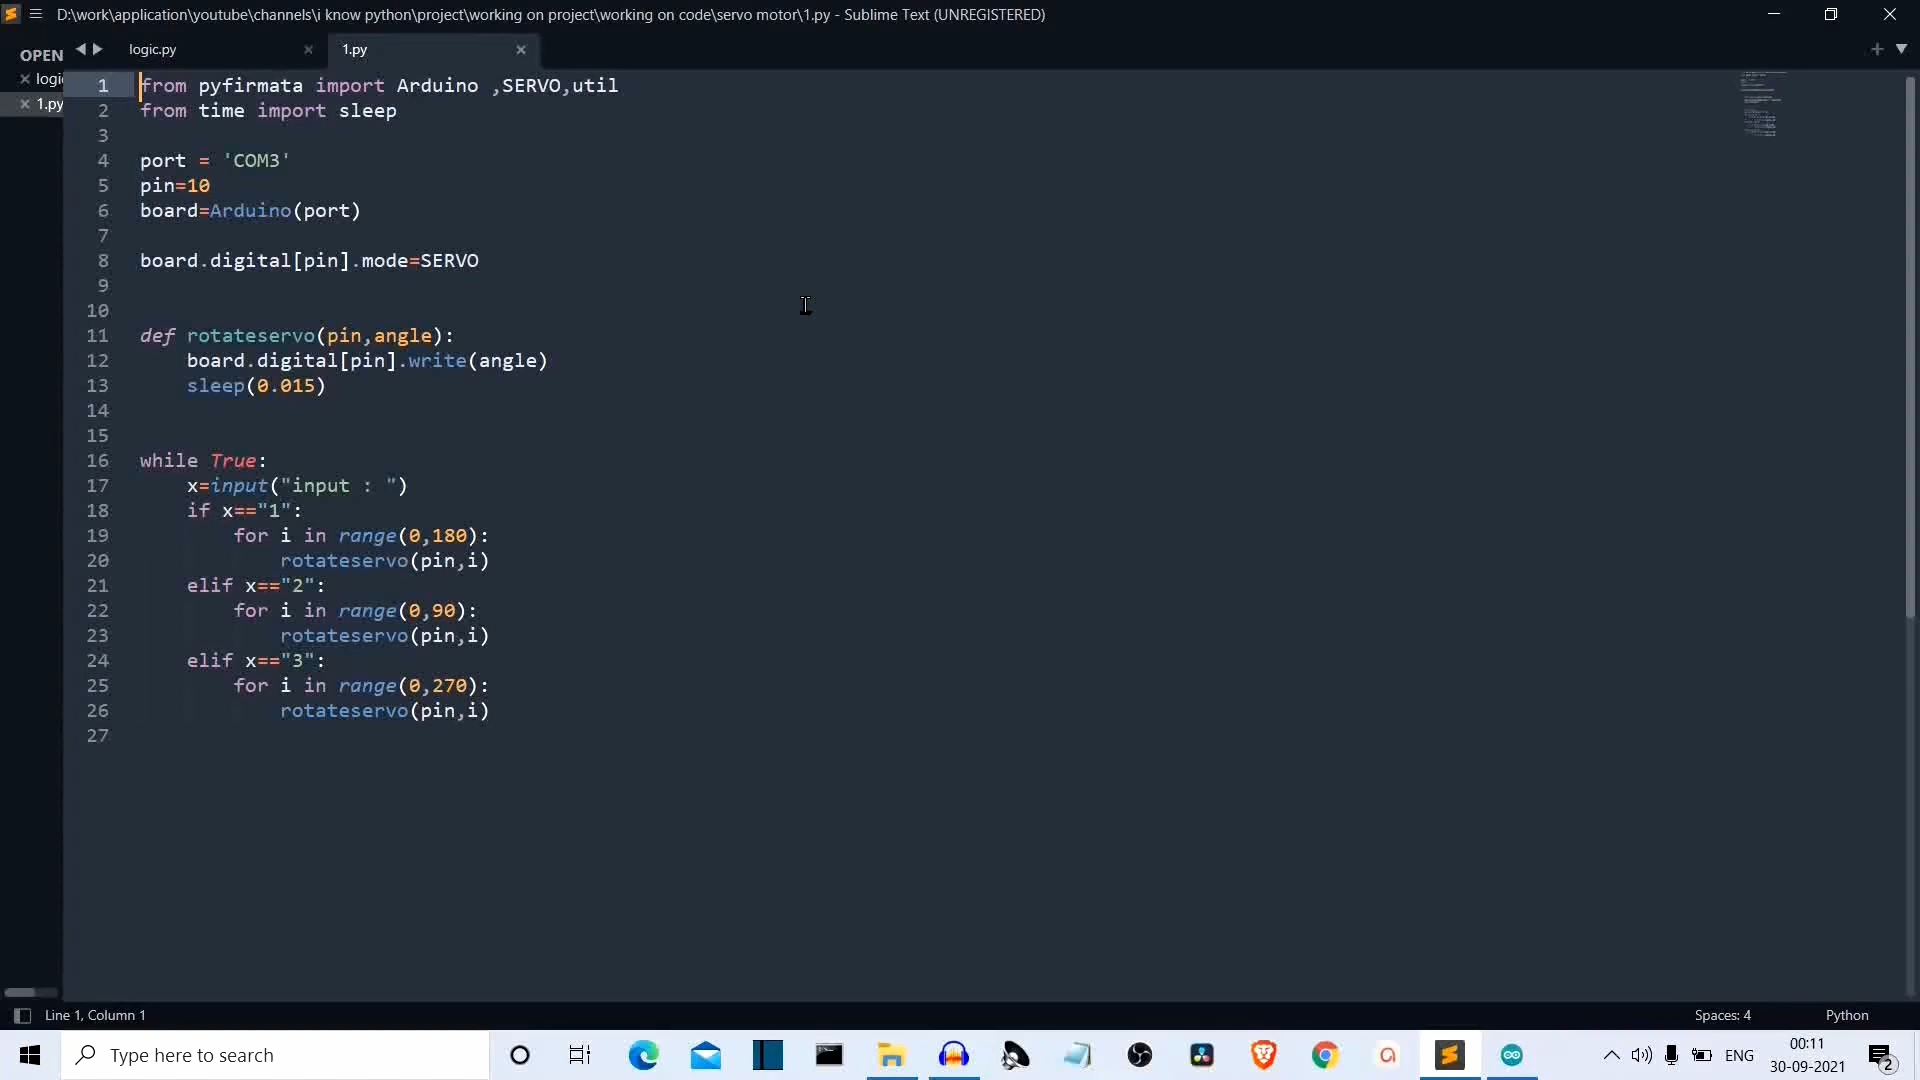 D:\work\application\youtube\channels\i know python\project\working on project\working on code\servo motor\1.py - Sublime Text (UNREGISTERED)
OPEN
logic.py
1.py
logi
1.py
1 from pyfirmata import Arduino ,SERVO,util
2 from time import sleep
3
4 port = 'COM3'
5 pin=10
6 board=Arduino(port)
7
8 board.digital[pin].mode=SERVO
9
10
11 def rotateservo(pin,angle):
12     board.digital[pin].write(angle)
13     sleep(0.015)
14
15
16 while True:
17     x=input("input : ")
18     if x=="1":
19         for i in range(0,180):
20             rotateservo(pin,i)
21     elif x=="2":
22         for i in range(0,90):
23             rotateservo(pin,i)
24     elif x=="3":
25         for i in range(0,270):
26             rotateservo(pin,i)
27
Line 1, Column 1
Spaces: 4
Python
Type here to search
ENG
00:11
30-09-2021
2